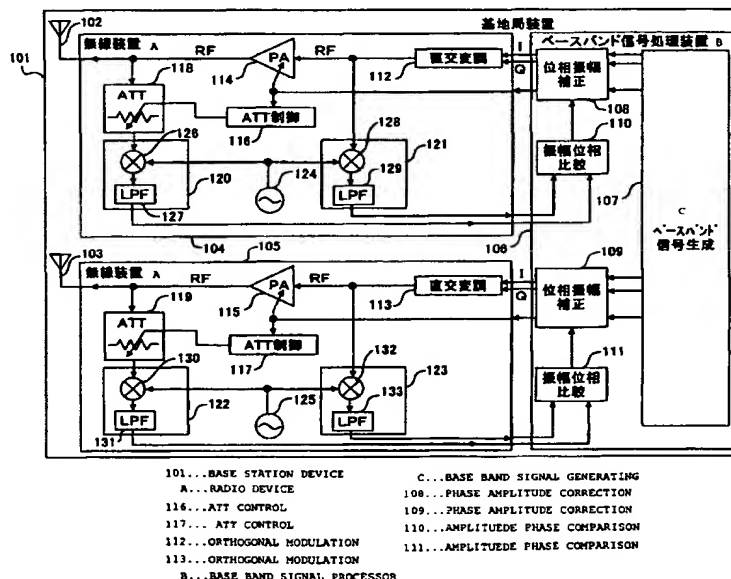 102
基地局装置
101
無線装置 A
RF
PA
114
RF
112
直交変調
I
Q
ベースバンド信号処理装置 B
位相振幅
補正
108
118
ATT
ATT制御
116
126
128
121
110
振幅位相
比較
LPF
127
120
124
LPF
129
107
C
ベースバンド
信号生成
104
105
106
103
無線装置 A
RF
PA
115
RF
113
直交変調
I
Q
109
位相振幅
補正
119
ATT
ATT制御
117
130
132
123
111
振幅位相
比較
LPF
131
122
125
LPF
133
101...BASE STATION DEVICE
A...RADIO DEVICE
116...ATT CONTROL
117... ATT CONTROL
112...ORTHOGONAL MODULATION
113...ORTHOGONAL MODULATION
B...BASE BAND SIGNAL PROCESSOR
C...BASE BAND SIGNAL GENERATING
108...PHASE AMPLITUDE CORRECTION
109...PHASE AMPLITUDE CORRECTION
110...AMPLITUEDE PHASE COMPARISON
111...AMPLITUEDE PHASE COMPARISON